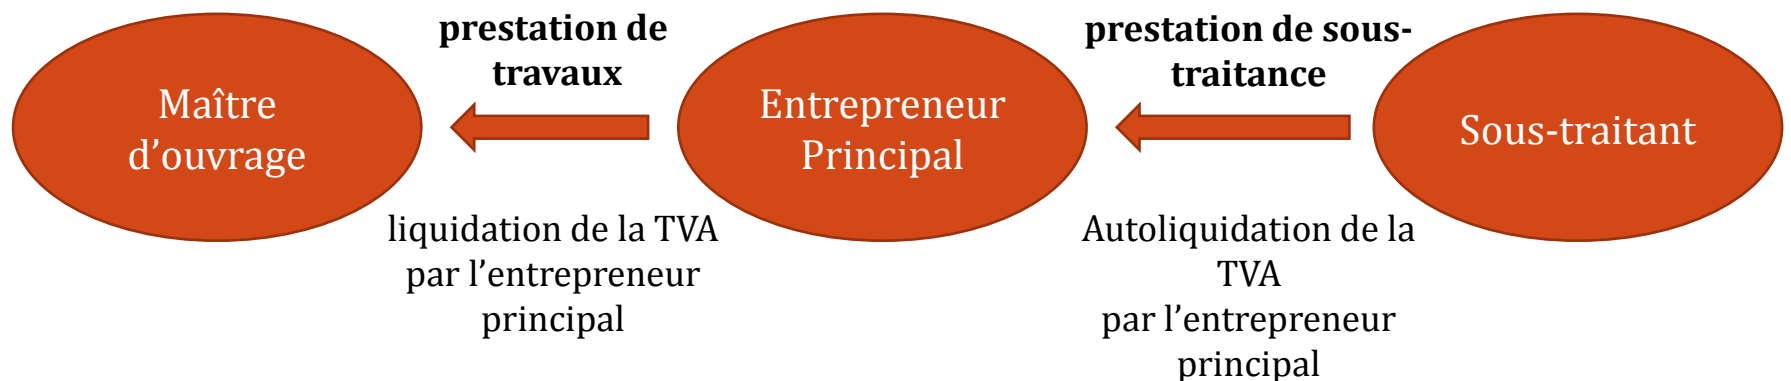 prestation de
travaux
prestation de sous-
traitance
Maître
d’ouvrage
Entrepreneur
Principal
Sous-traitant
liquidation de la TVA
par l’entrepreneur
principal
Autoliquidation de la
TVA
par l’entrepreneur
principal